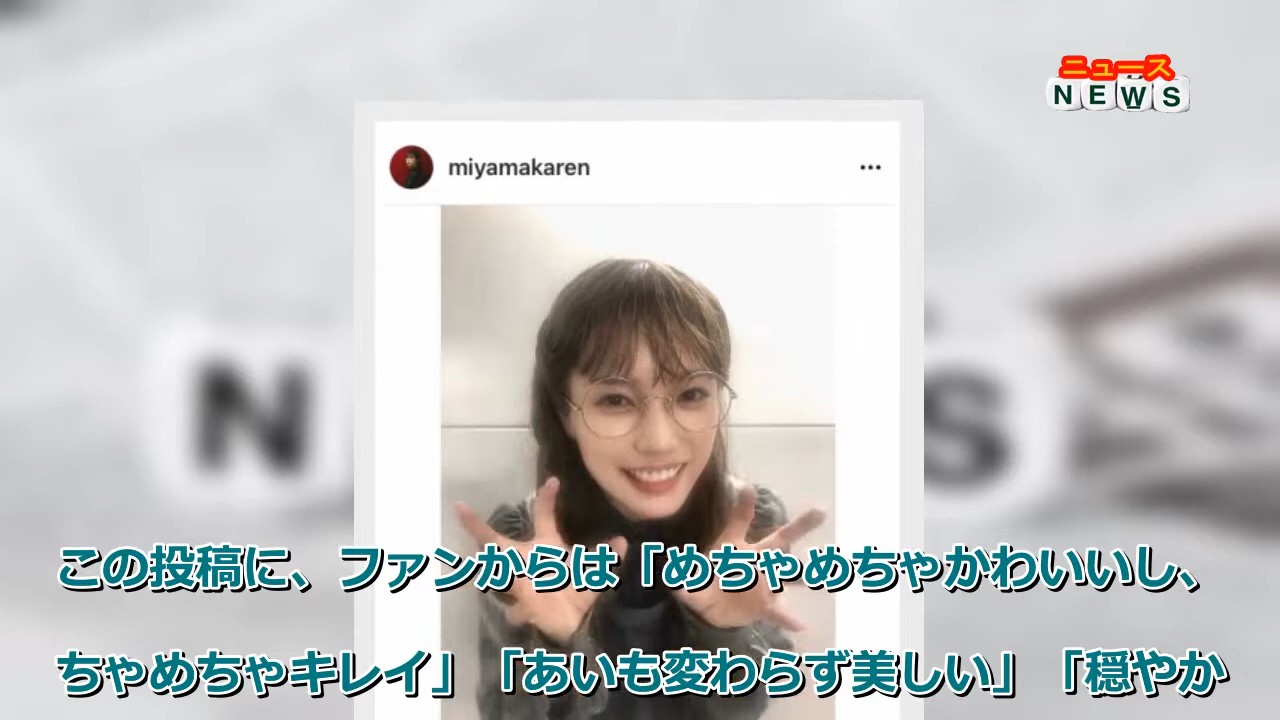 ニュース
NEWS
miyamakaren
N
S
この投稿に、ファンからは「めちゃめちゃかわいいし、
ちゃめちゃキレイ」「あいも変わらず美しい」「穏やか